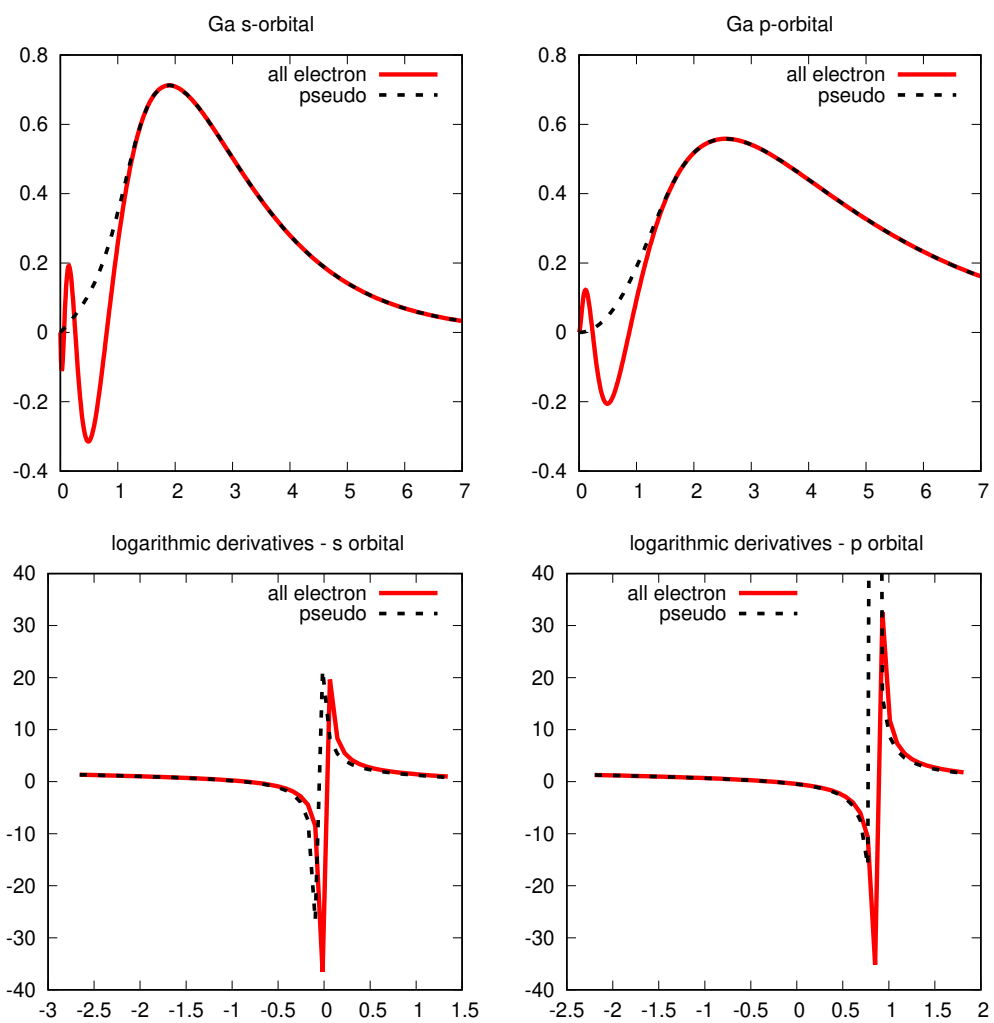 Ga s-orbital
all electron
pseudo
0.8
0.6
0.4
0.2
0
-0.2
-0.4
0 1 2 3 4 5 6 7
Ga p-orbital
all electron
pseudo
0.8
0.6
0.4
0.2
0
-0.2
-0.4
0 1 2 3 4 5 6 7
logarithmic derivatives - s orbital
all electron
pseudo
40
30
20
10
0
-10
-20
-30
-40
-3 -2.5 -2 -1.5 -1 -0.5 0 0.5 1 1.5
logarithmic derivatives - p orbital
all electron
pseudo
40
30
20
10
0
-10
-20
-30
-40
-2.5 -2 -1.5 -1 -0.5 0 0.5 1 1.5 2